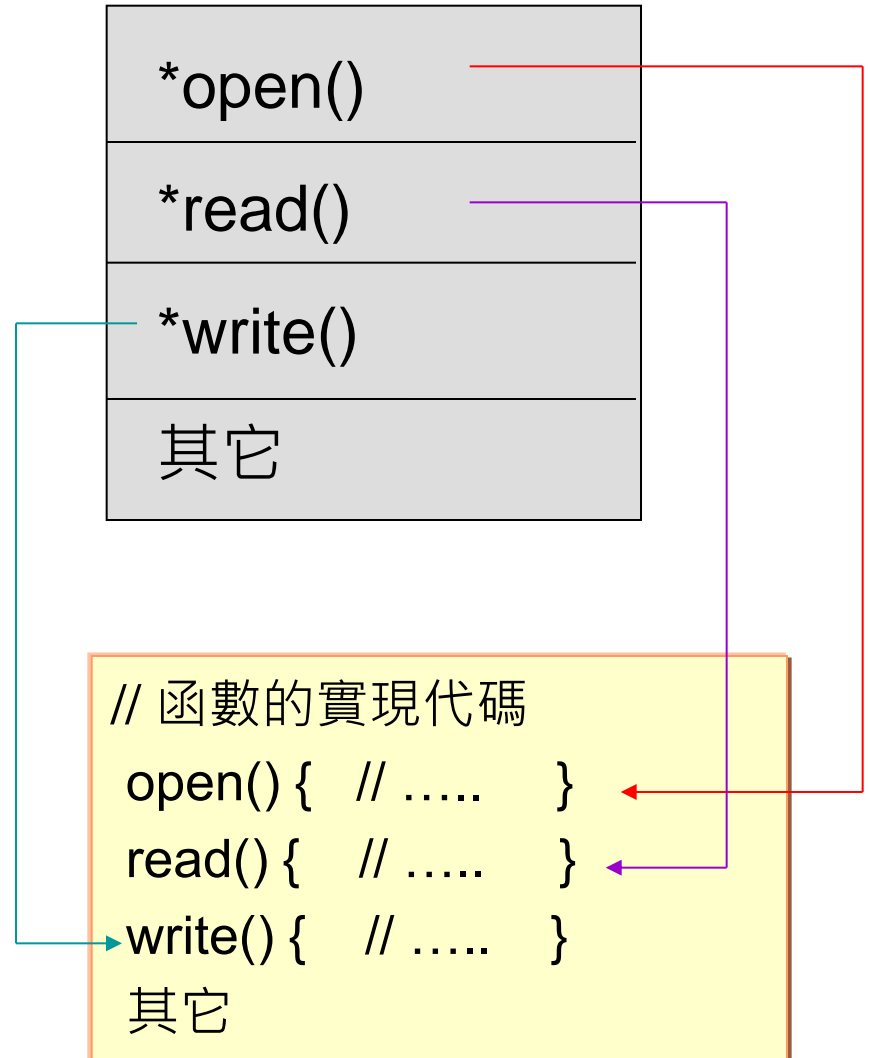 *open()
*read()
*write()
其它
// 函數的實現代碼
open() { // ….. }
read() { // ….. }
write() { // ….. }
其它